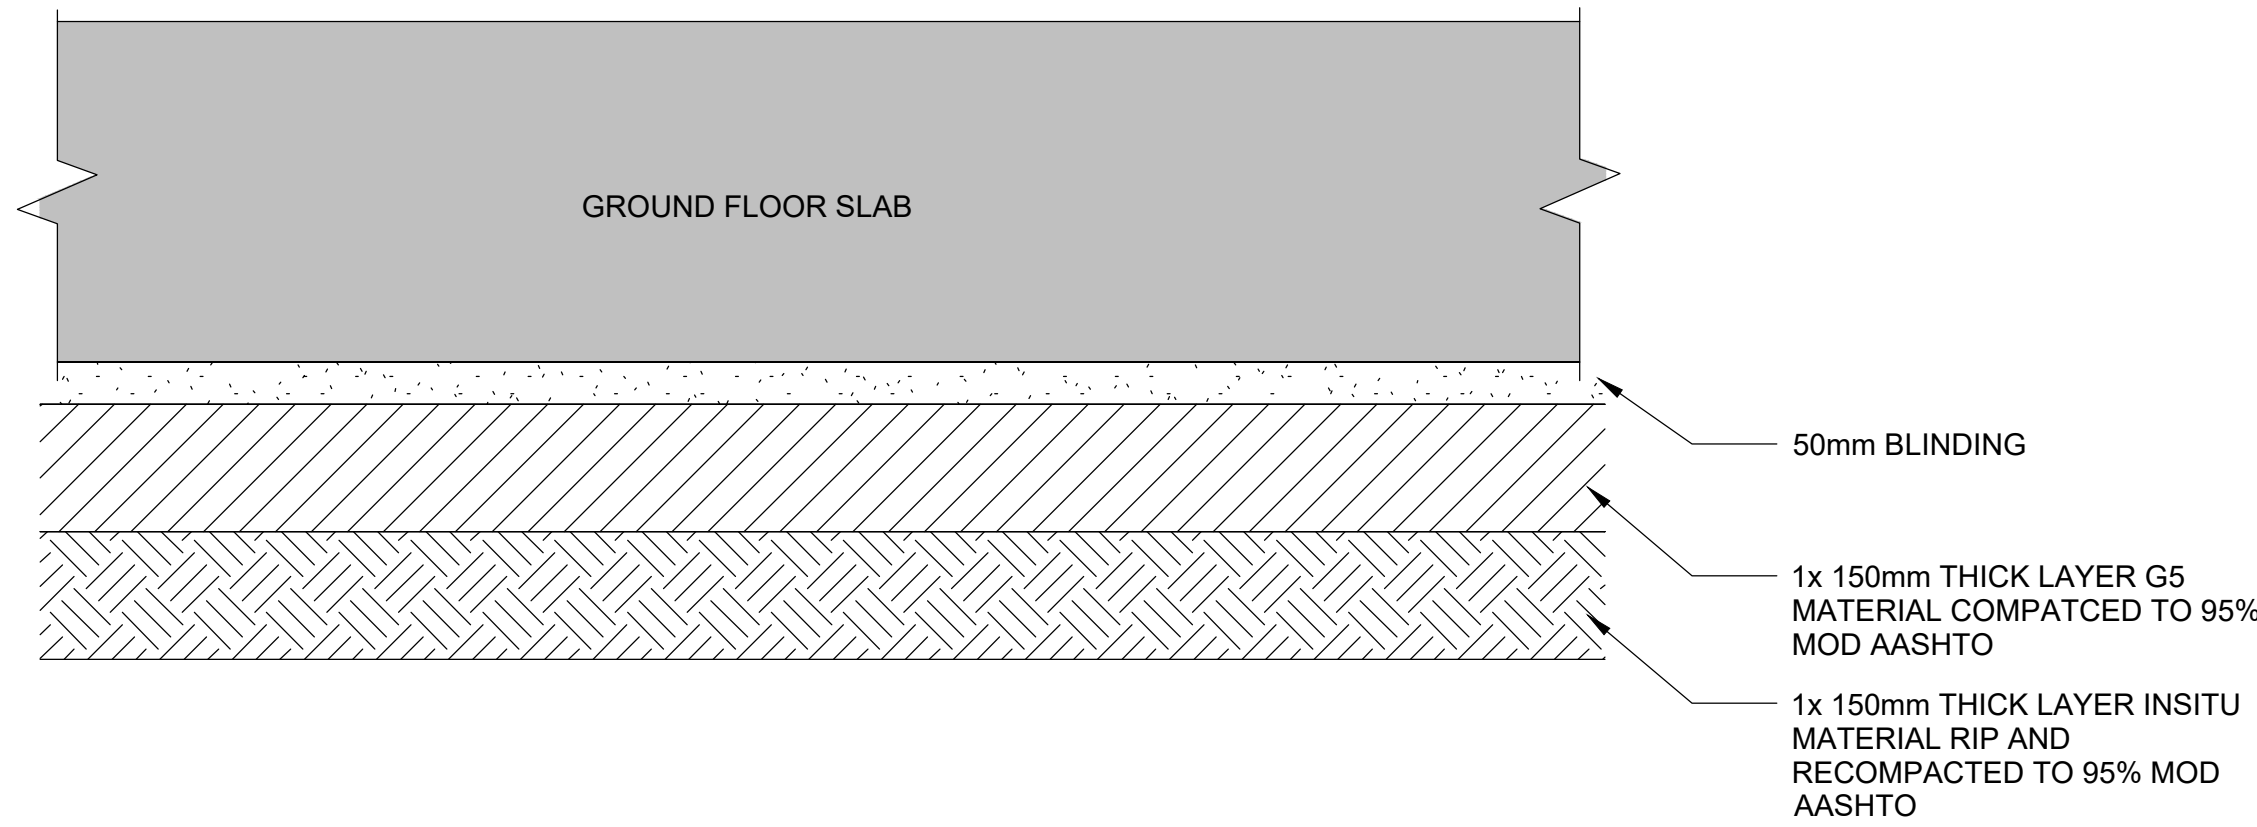 GROUND FLOOR SLAB
50mm BLINDING
1x 150mm THICK LAYER G5
MATERIAL COMPATCED TO 95%
MOD AASHTO
1x 150mm THICK LAYER INSITU
MATERIAL RIP AND
RECOMPACTED TO 95% MOD
AASHTO